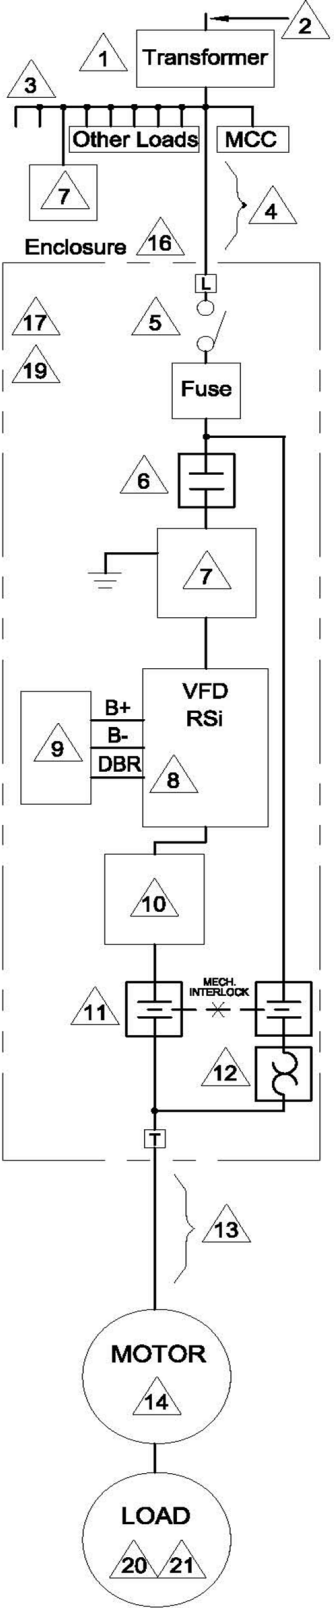 2
1
Transformer
3
Other Loads
MCC
7
4
Enclosure
16
L
17
5
19
Fuse
6
7
VFD
RSi
B+
B-
DBR
9
8
10
MECH.
INTERLOCK
11
12
T
13
MOTOR
14
LOAD
20
21